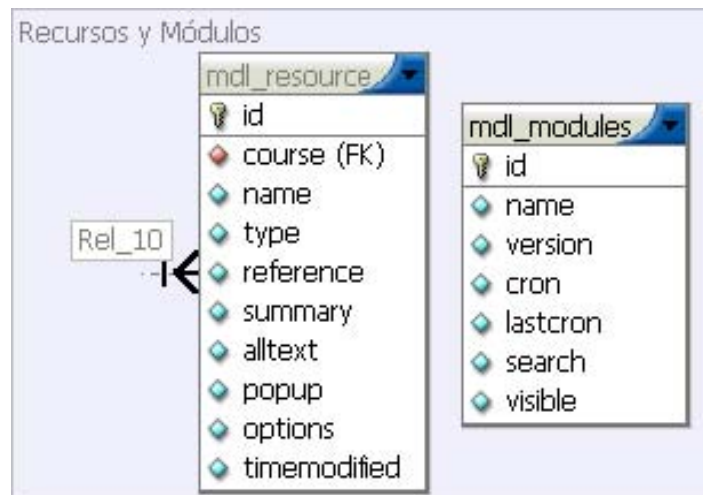 Recursos y Módulos
mdl_resource
id
course (FK)
name
type
reference
summary
alltext
popup
options
timemodified
Rel_10
mdl_modules
id
name
version
cron
lastcron
search
visible